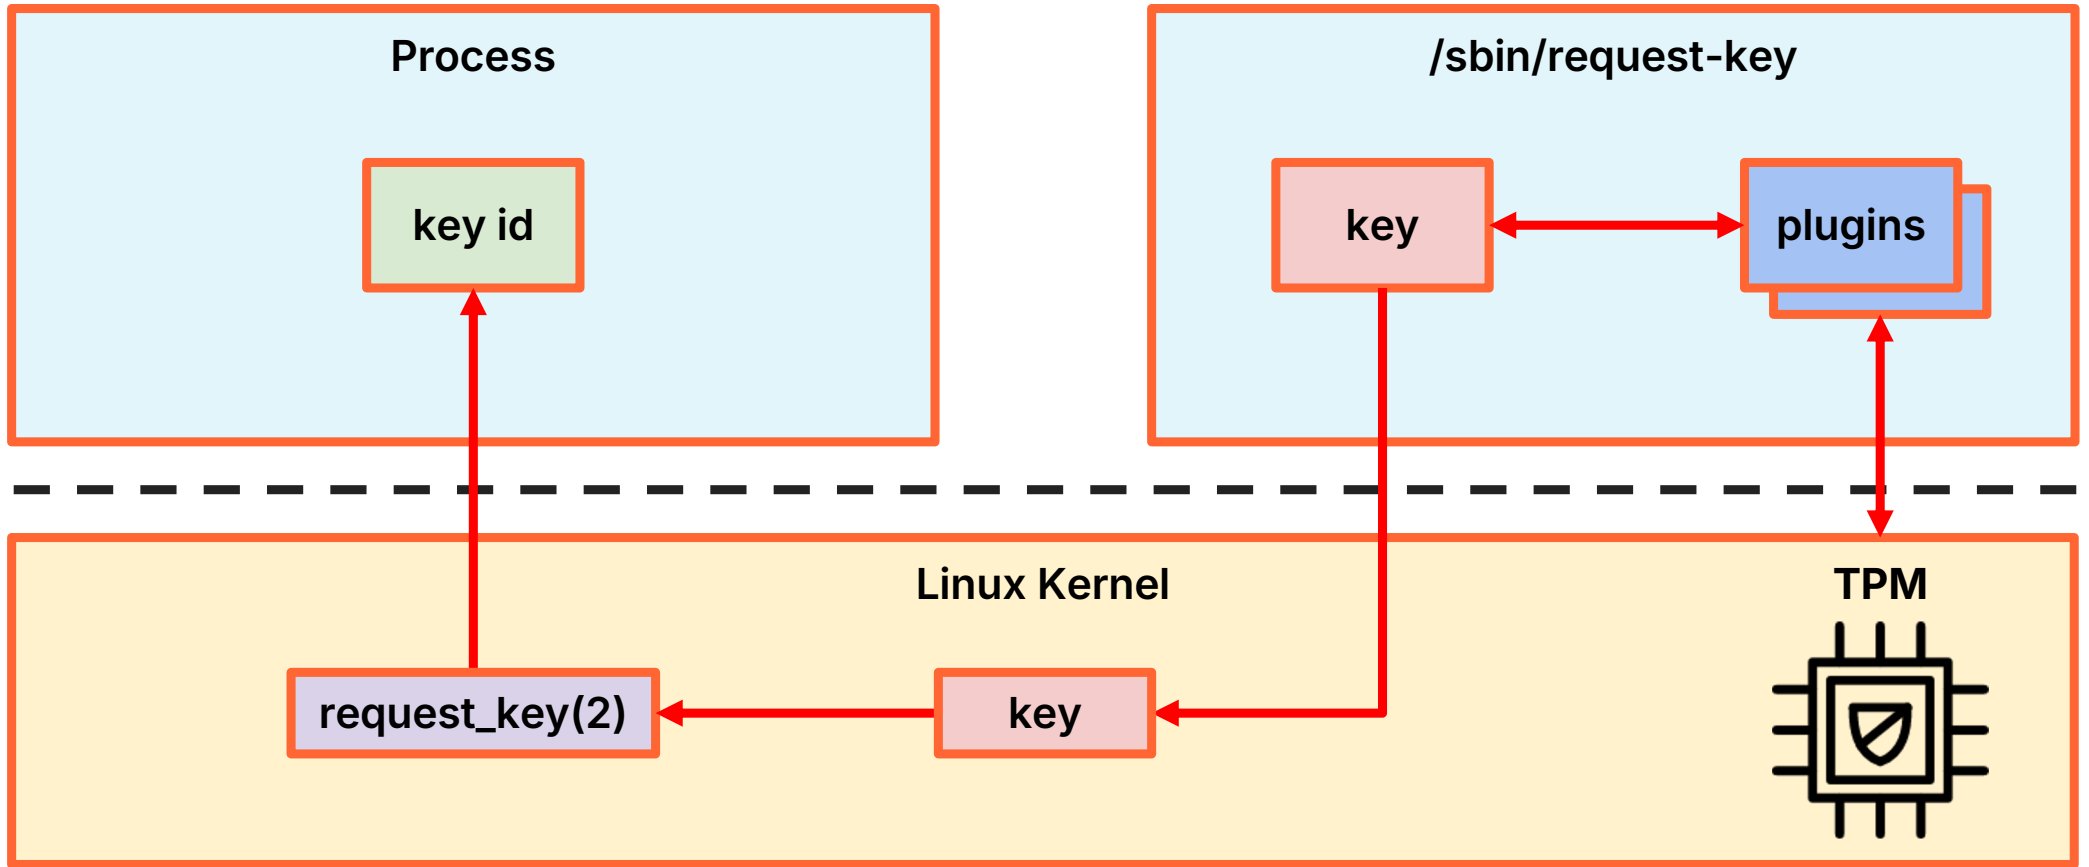 Process
/sbin/request-key
key id
key
plugins
Linux Kernel
TPM
request_key(2)
key